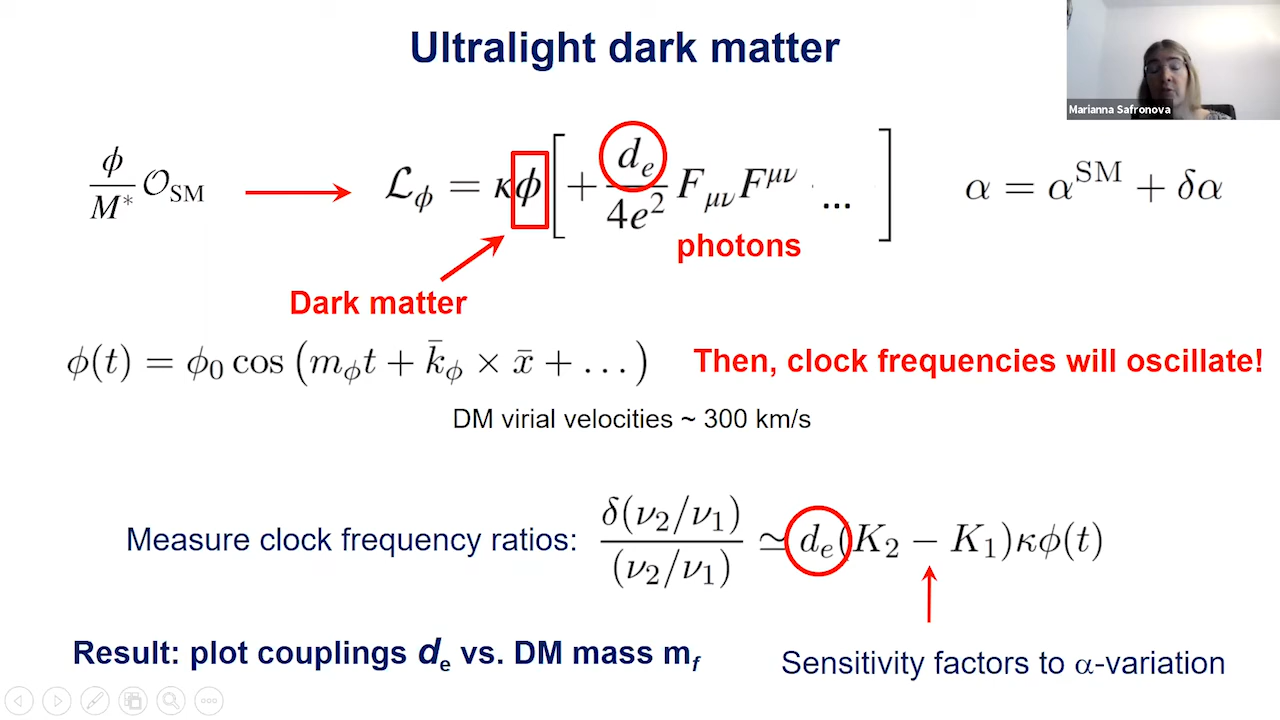 Ultralight dark matter
Marianna Safronova
ϕ/M* 𝒪_SM
ℒ_ϕ = κϕ[ + d_e/4e² F_μν F^μν ... ]
α = α^SM + δα
photons
Dark matter
ϕ(t) = ϕ₀ cos (m_ϕ t + k̄_ϕ × x̄ + . . . )
Then, clock frequencies will oscillate!
DM virial velocities ~ 300 km/s
Measure clock frequency ratios: δ(ν₂/ν₁)/(ν₂/ν₁) ≃ d_e(K₂ − K₁)κϕ(t)
Result: plot couplings d_e vs. DM mass m_f
Sensitivity factors to α-variation